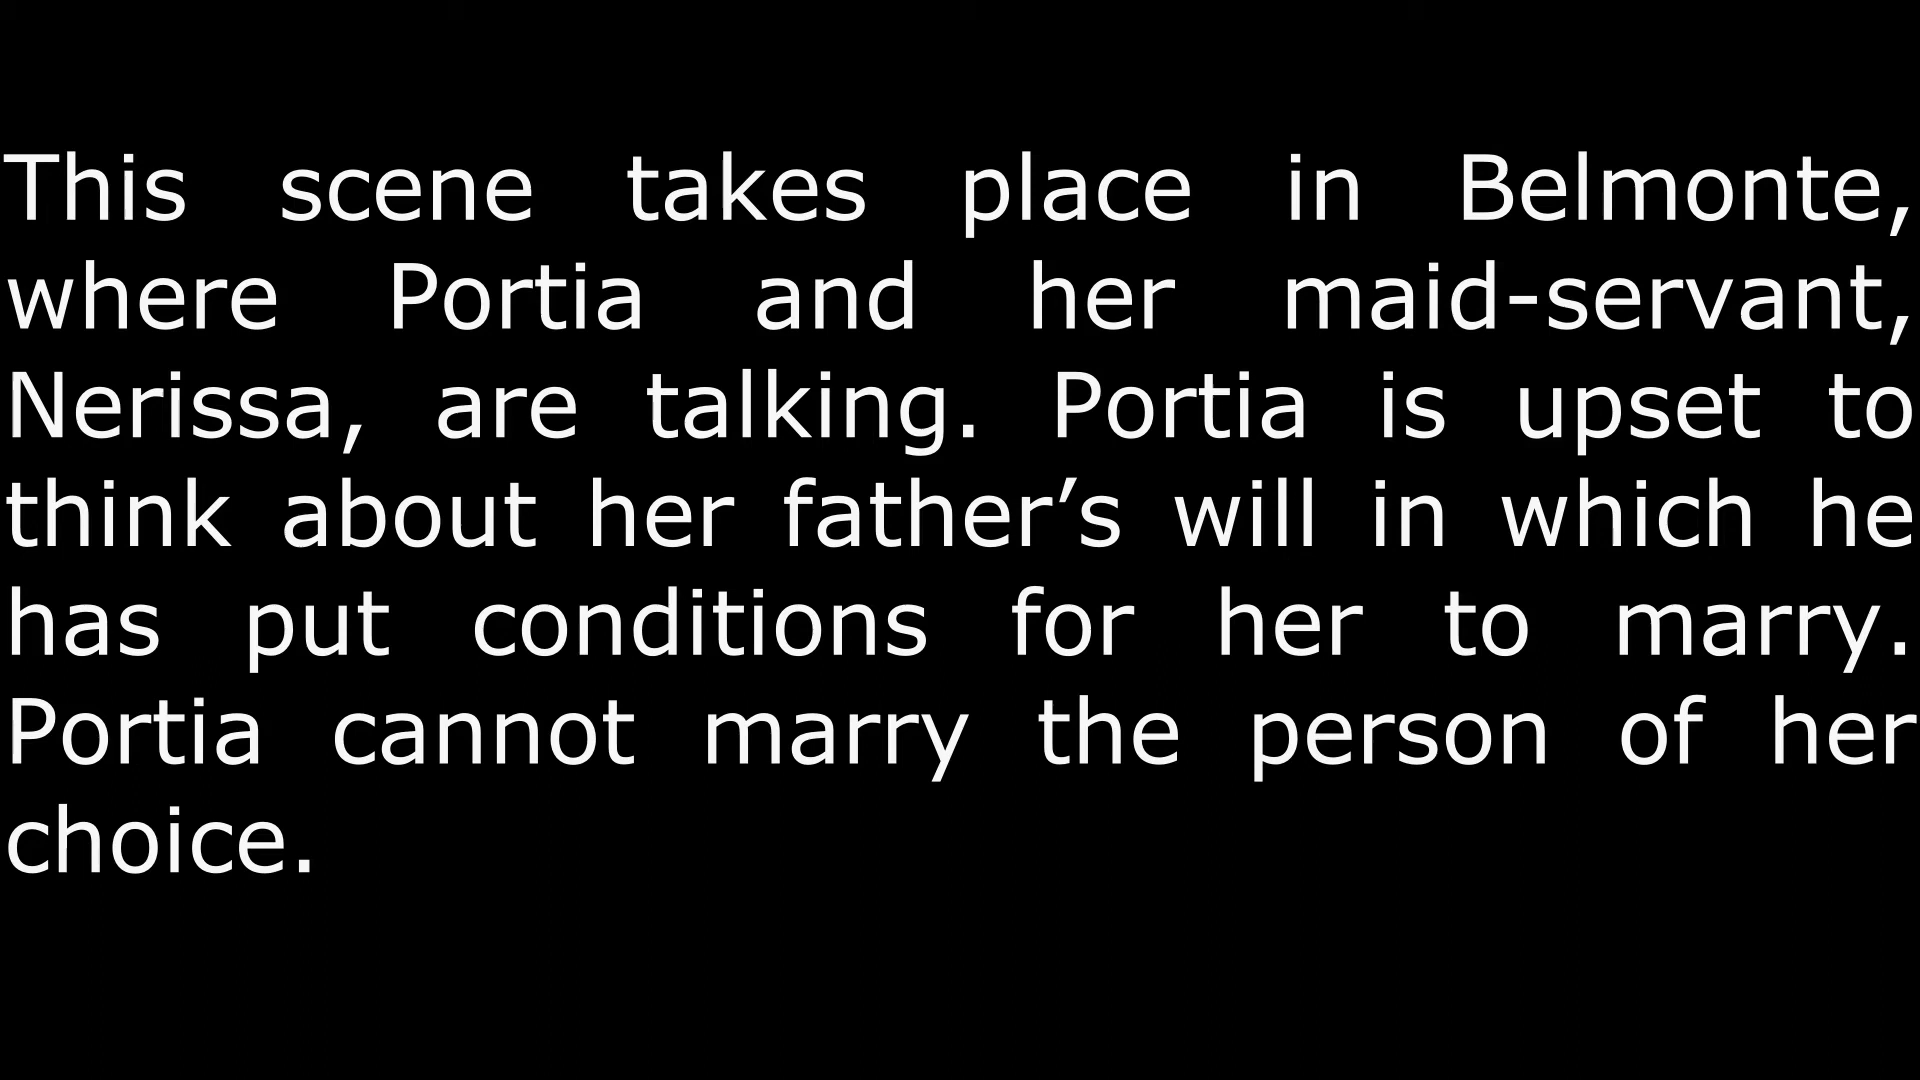 This scene takes place in Belmonte,
where Portia and her maid-servant,
Nerissa, are talking. Portia is upset to
think about her father’s will in which he
has put conditions for her to marry.
Portia cannot marry the person of her
choice.